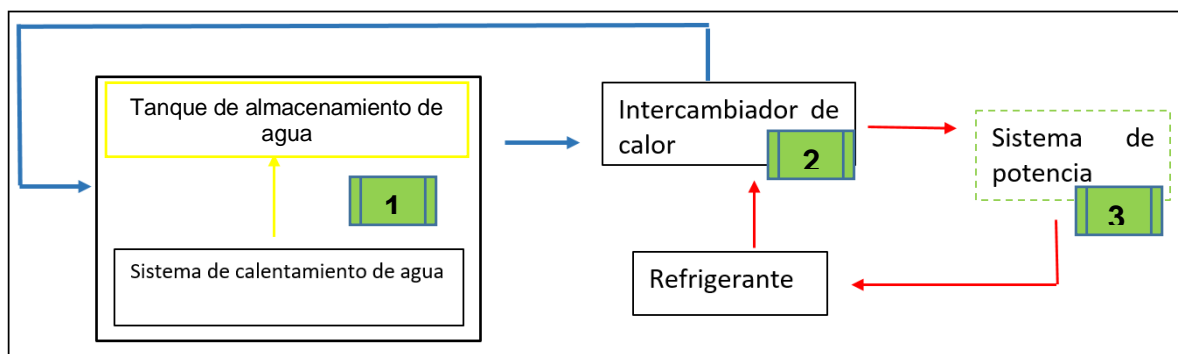 Tanque de almacenamiento de
agua
1
Sistema de calentamiento de agua
Intercambiador de
calor
2
Sistema de
potencia
3
Refrigerante